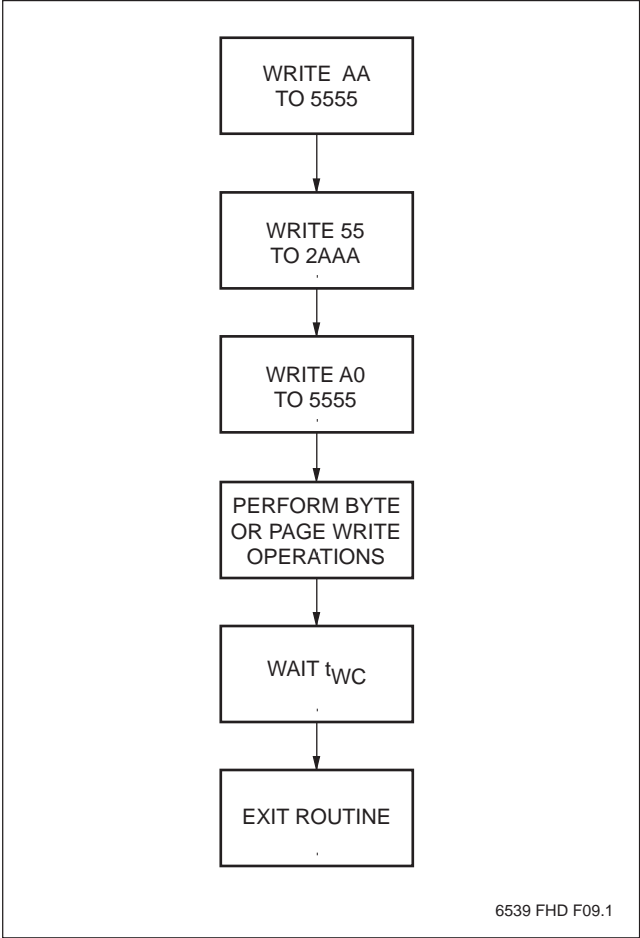 WRITE AA
TO 5555
WRITE 55
TO 2AAA
WRITE A0
TO 5555
PERFORM BYTE
OR PAGE WRITE
OPERATIONS
WAIT tWC
EXIT ROUTINE
6539 FHD F09.1